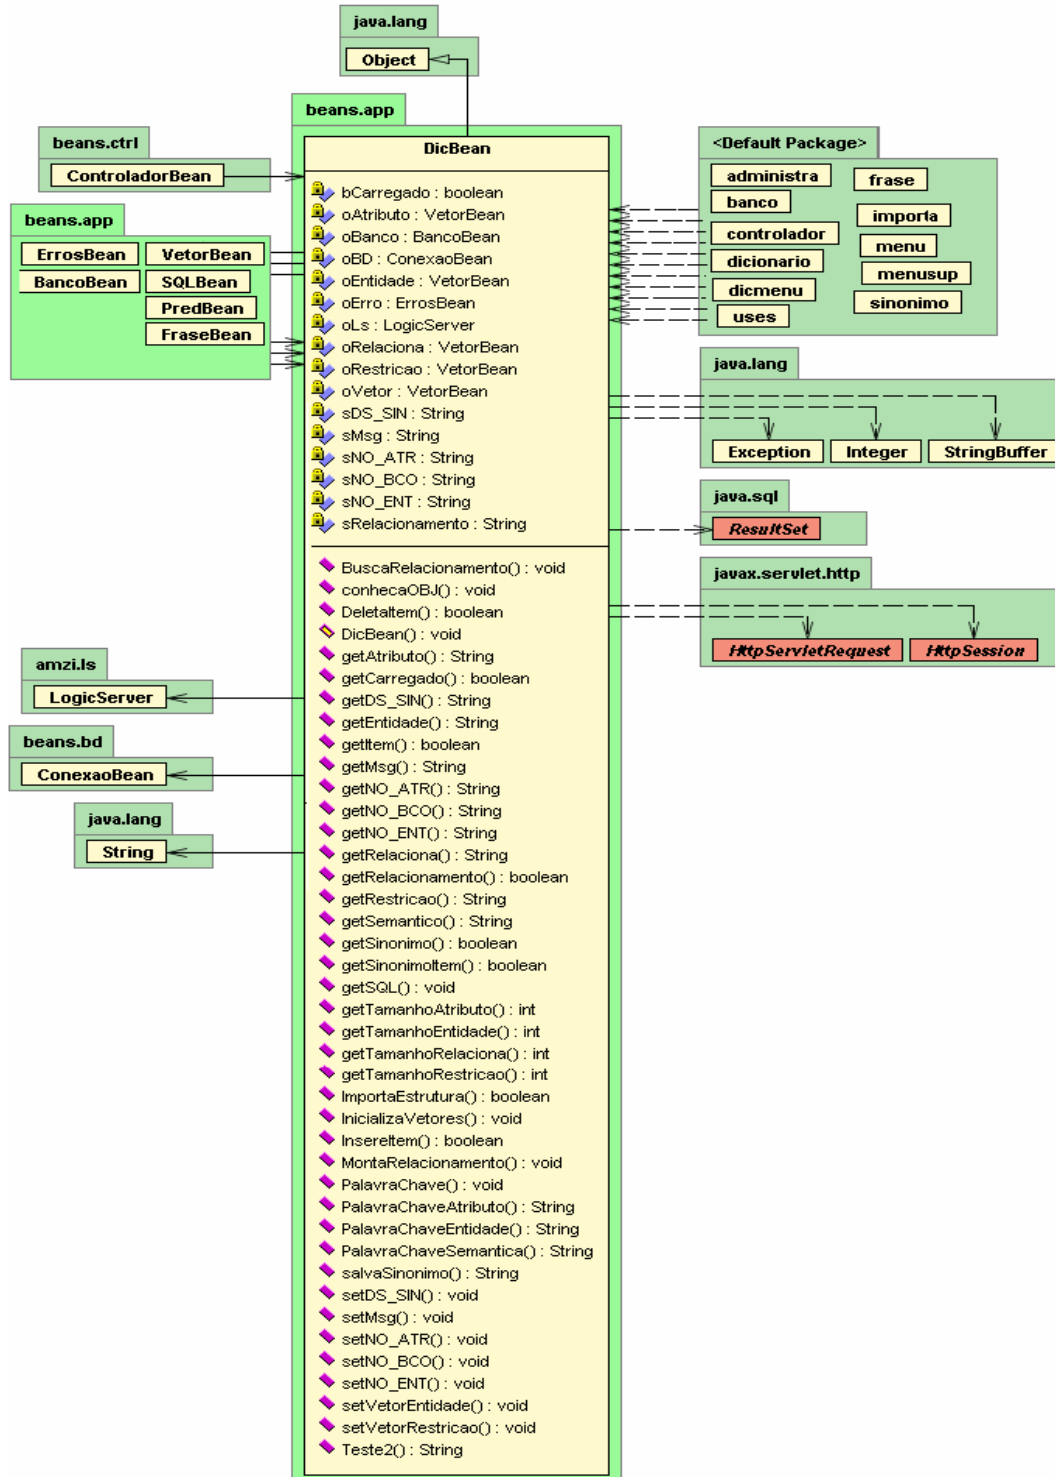 java.lang
Object
beans.app
DicBean
bCarregado : boolean
oAtributo : VetorBean
oBanco : BancoBean
oBD : ConexaoBean
oEntidade : VetorBean
oErro : ErrosBean
oLs : LogicServer
oRelaciona : VetorBean
oRestricao : VetorBean
oVetor : VetorBean
sDS_SIN : String
sMsg : String
sNO_ATR : String
sNO_BCO : String
sNO_ENT : String
sRelacionamento : String
BuscaRelacionamento() : void
conhecaOBJ() : void
DeletaItem() : boolean
DicBean() : void
getAtributo() : String
getCarregado() : boolean
getDS_SIN() : String
getEntidade() : String
getItem() : boolean
getMsg() : String
getNO_ATR() : String
getNO_BCO() : String
getNO_ENT() : String
getRelaciona() : String
getRelacionamento() : boolean
getRestricao() : String
getSemantico() : String
getSinonimo() : boolean
getSinonimoItem() : boolean
getSQL() : void
getTamanhoAtributo() : int
getTamanhoEntidade() : int
getTamanhoRelaciona() : int
getTamanhoRestricao() : int
ImportaEstrutura() : boolean
InicializaVetores() : void
InsereItem() : boolean
MontaRelacionamento() : void
PalavraChave() : void
PalavraChaveAtributo() : String
PalavraChaveEntidade() : String
PalavraChaveSemantica() : String
salvaSinonimo() : String
setDS_SIN() : void
setMsg() : void
setNO_ATR() : void
setNO_BCO() : void
setNO_ENT() : void
setVetorEntidade() : void
setVetorRestricao() : void
Teste2() : String
beans.ctrl
ControladorBean
beans.app
ErrosBean VetorBean
BancoBean SQLBean
PredBean
FraseBean
amzi.ls
LogicServer
beans.bd
ConexaoBean
java.lang
String
<Default Package>
administra frase
banco importa
controlador menu
dicionario menusup
dicmenu sinonimo
uses
java.lang
Exception Integer StringBuffer
java.sql
ResultSet
javax.servlet.http
HttpServletRequest HttpSession